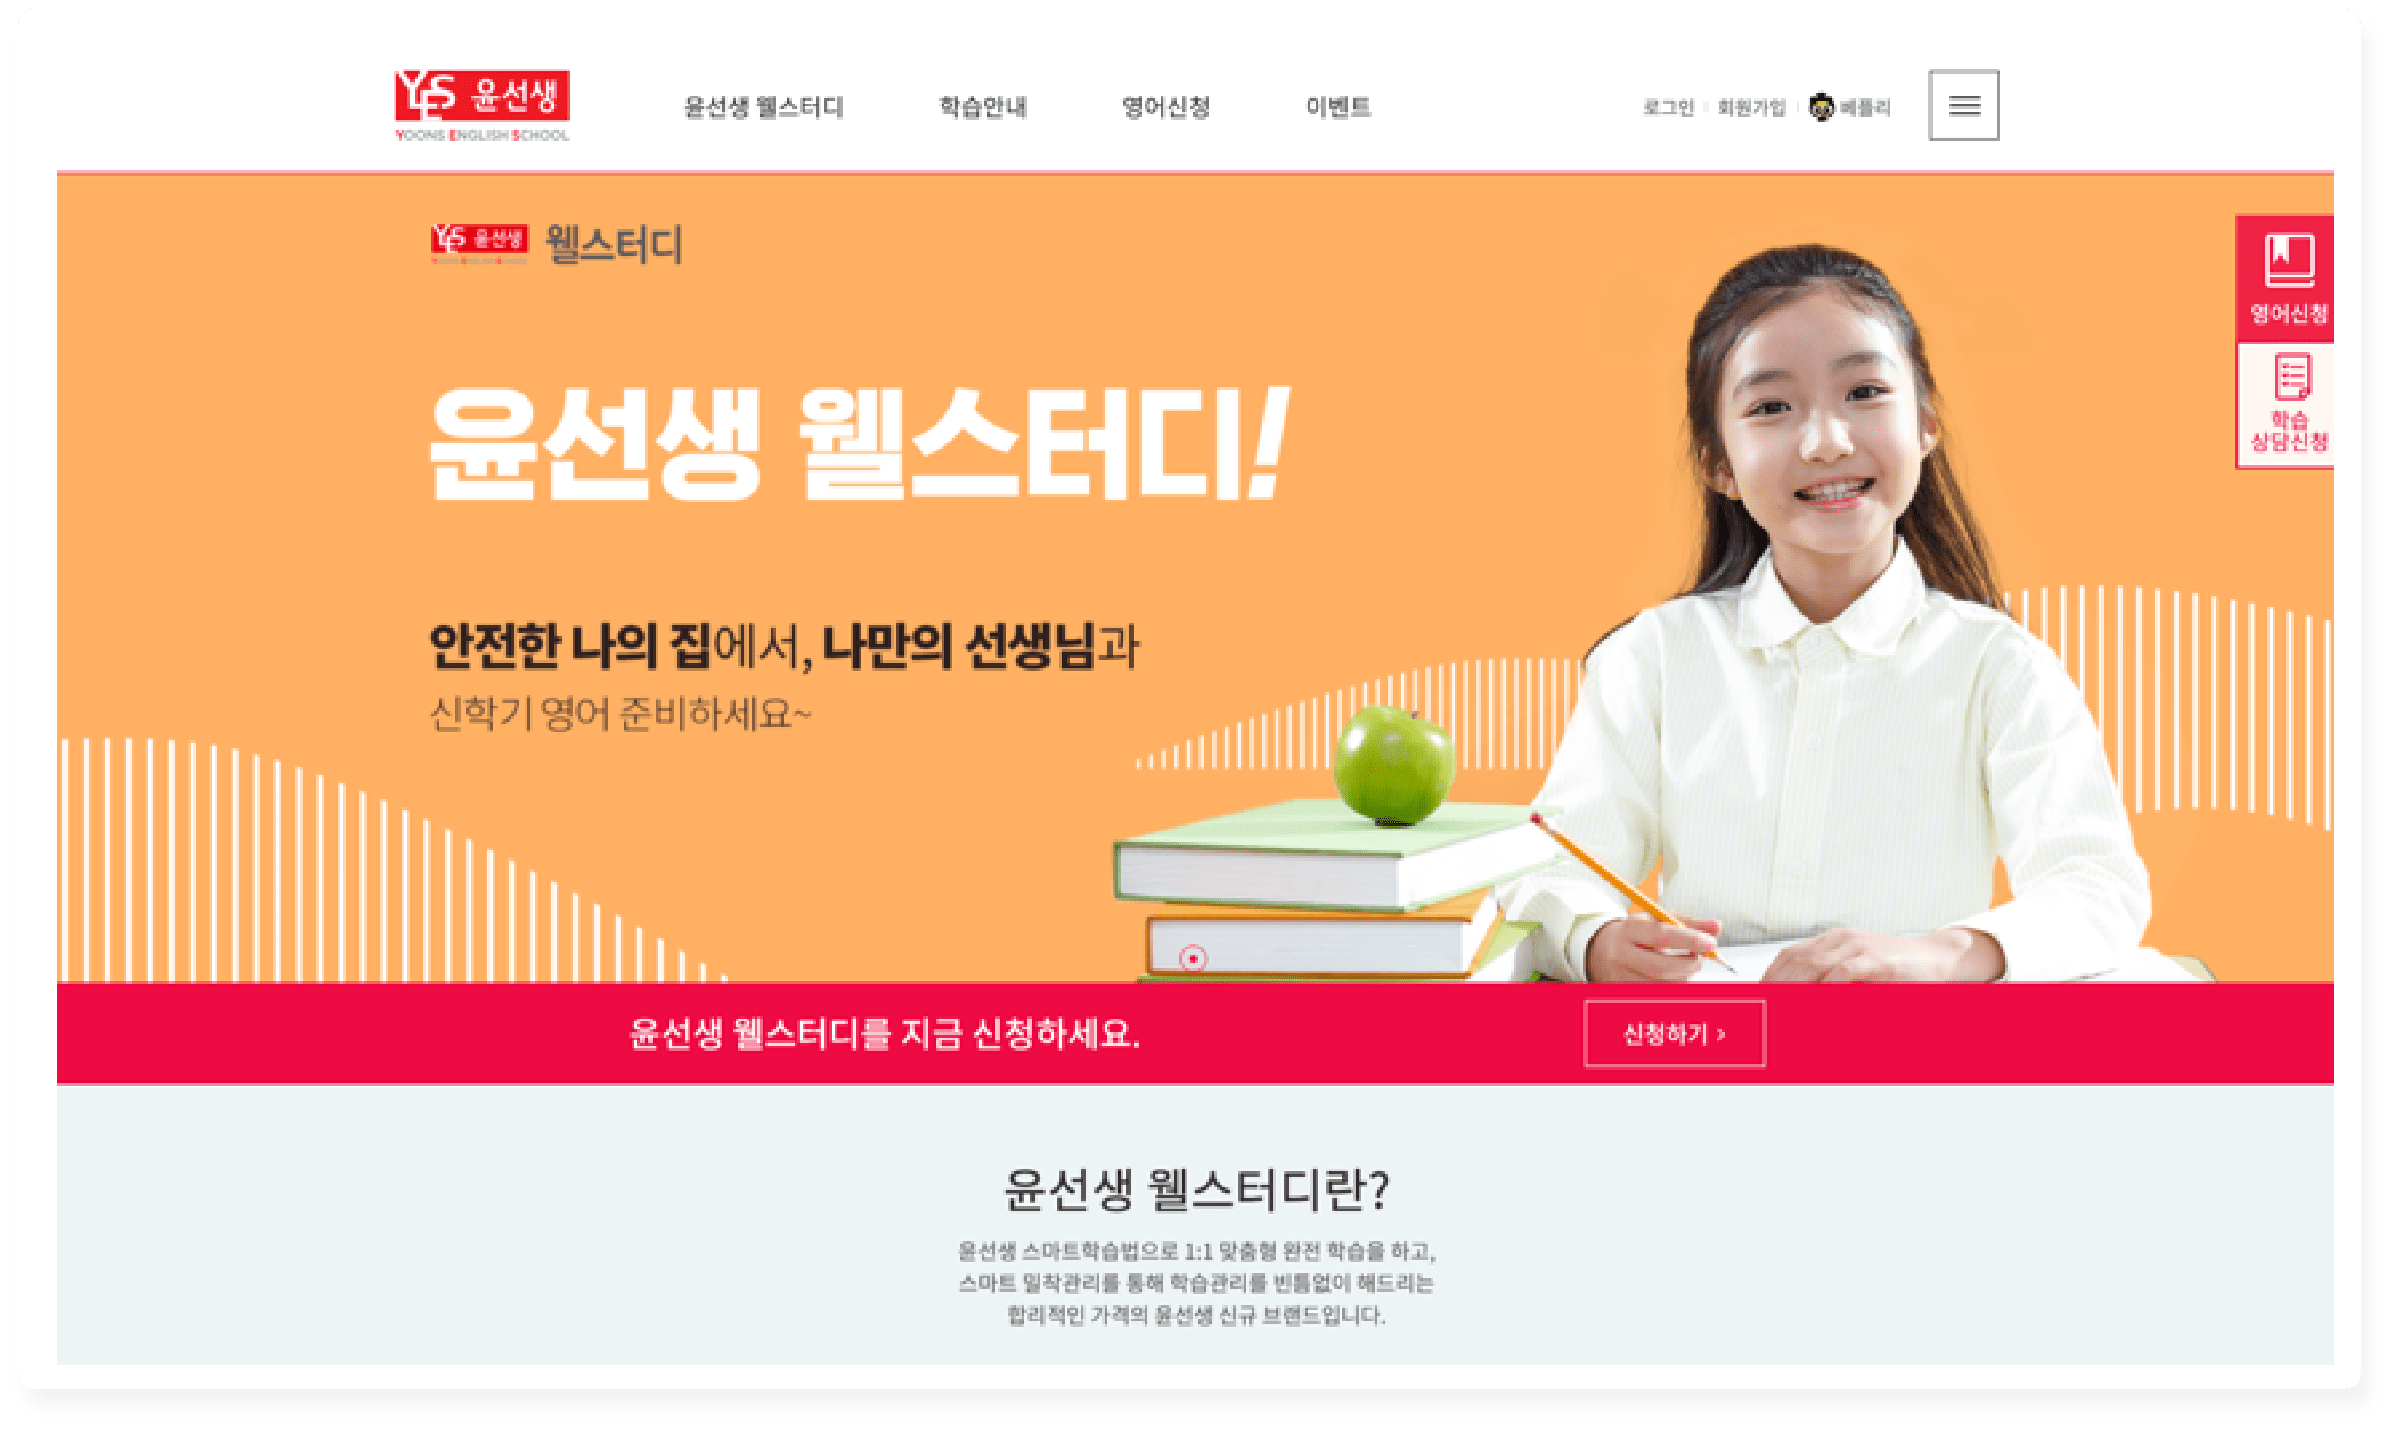 YES 윤선생
YOONS ENGLISH SCHOOL
윤선생 웰스터디
학습안내
영어신청
이벤트
로그인
회원가입
베플리
YES 윤선생 웰스터디
YOONS ENGLISH SCHOOL
영어신청
학습
상담신청
윤선생 웰스터디!
안전한 나의 집에서, 나만의 선생님과
신학기 영어 준비하세요~
윤선생 웰스터디를 지금 신청하세요.
신청하기 >
윤선생 웰스터디란?
윤선생 스마트학습법으로 1:1 맞춤형 완전 학습을 하고,
스마트 밀착관리를 통해 학습관리를 빈틈없이 해드리는
합리적인 가격의 윤선생 신규 브랜드입니다.